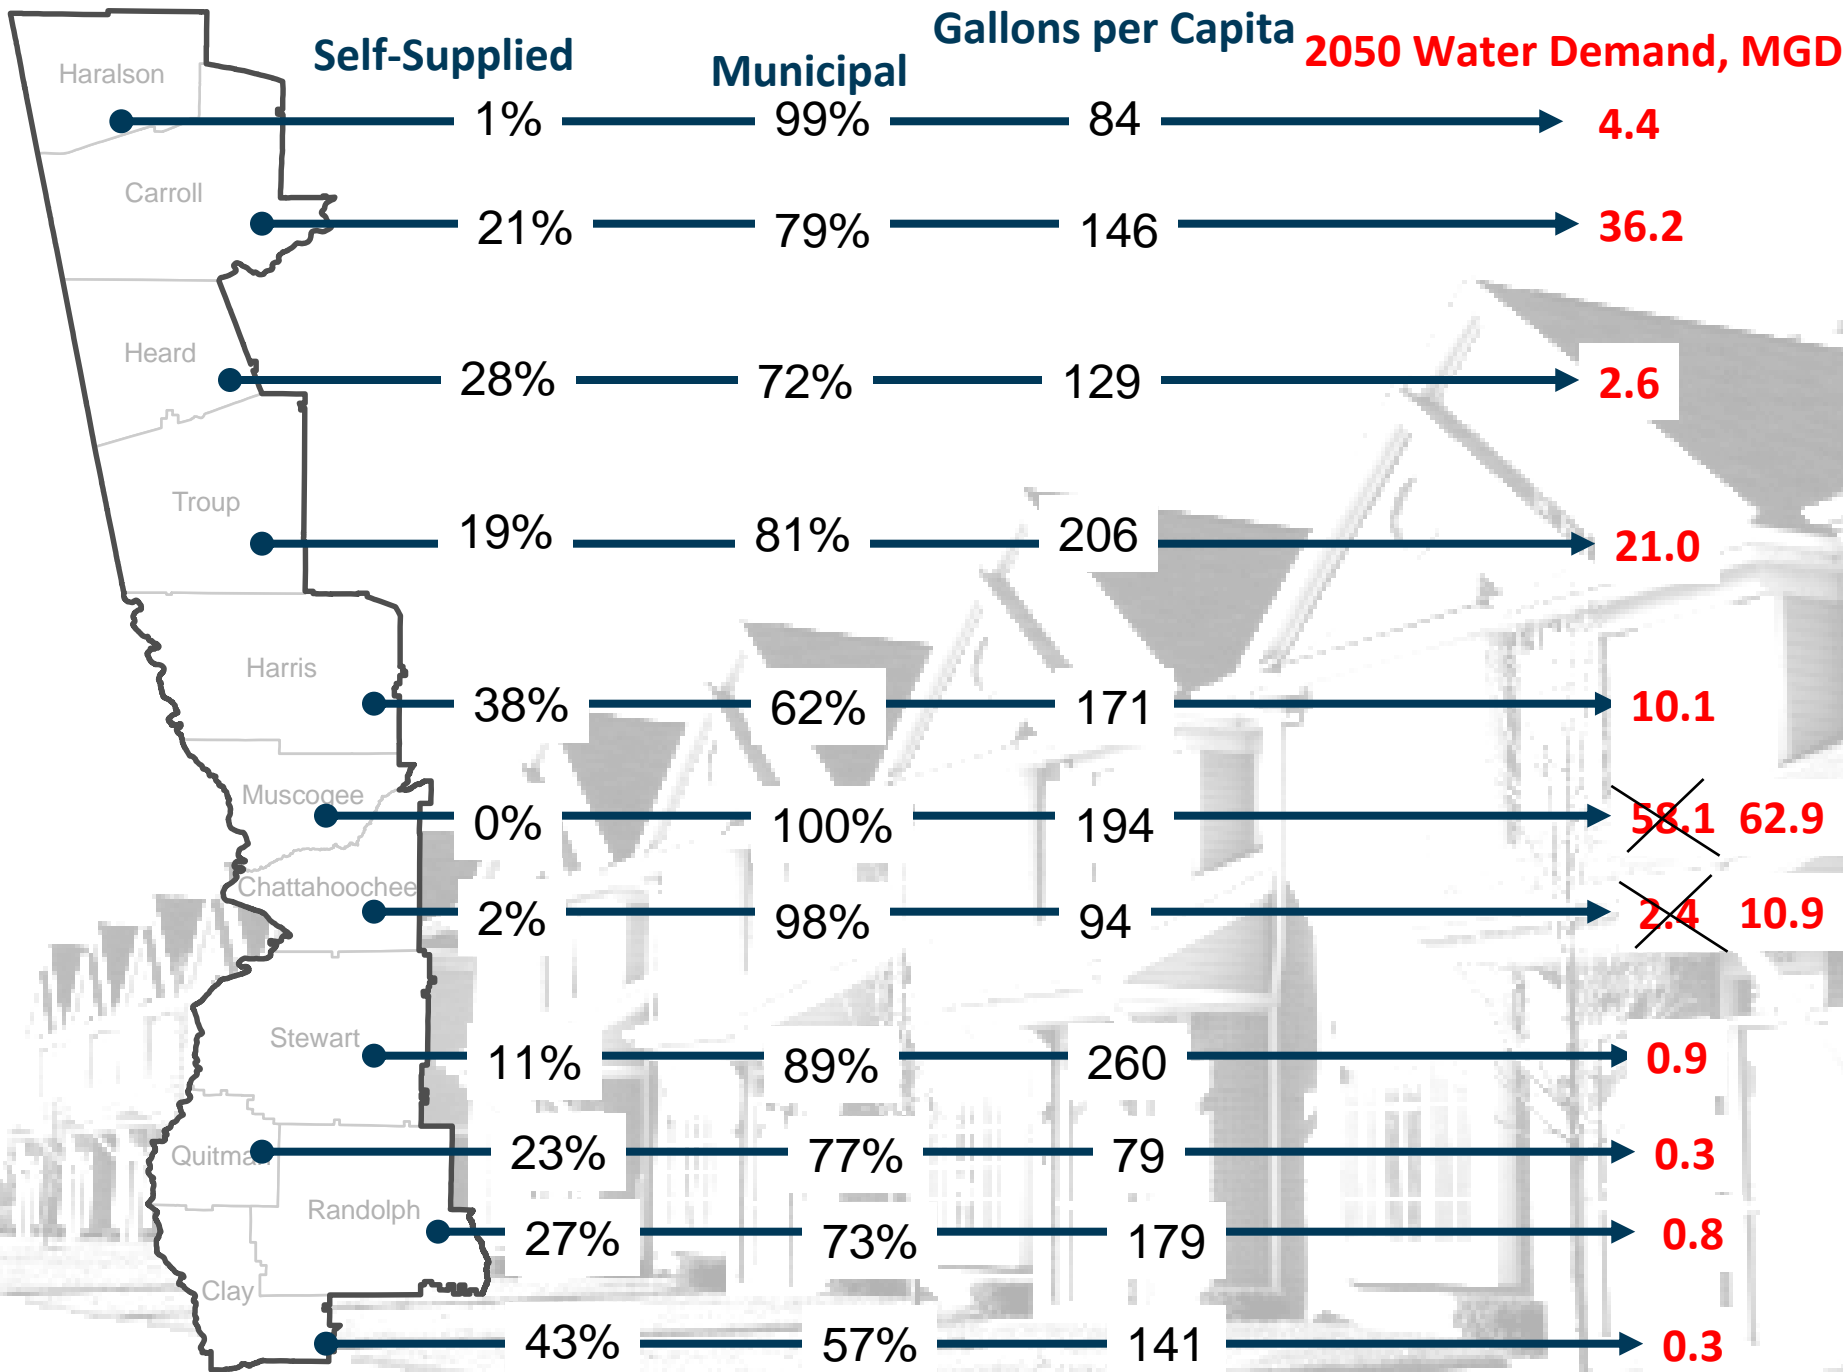 Self-Supplied Municipal Gallons per Capita 2050 Water Demand, MGD
Haralson 1% 99% 84 4.4
Carroll 21% 79% 146 36.2
Heard 28% 72% 129 2.6
Troup 19% 81% 206 21.0
Harris 38% 62% 171 10.1
Muscogee 0% 100% 194 58.1 62.9
Chattahoochee 2% 98% 94 2.4 10.9
Stewart 11% 89% 260 0.9
Quitman 23% 77% 79 0.3
Randolph 27% 73% 179 0.8
Clay 43% 57% 141 0.3